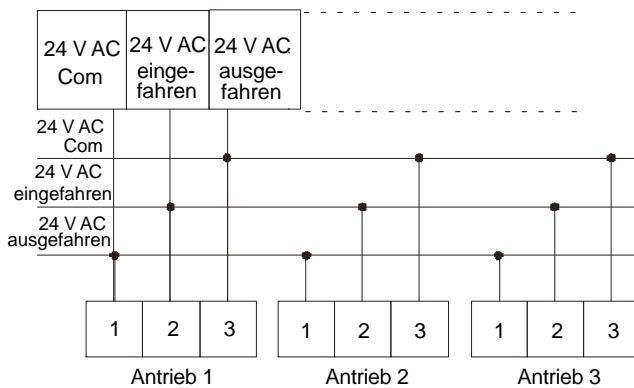 24 V AC
Com
24 V AC
einge-
fahren
24 V AC
ausge-
fahren
24 V AC
Com
24 V AC
eingefahren
24 V AC
ausgefahren
1 2 3
1 2 3
1 2 3
Antrieb 1
Antrieb 2
Antrieb 3